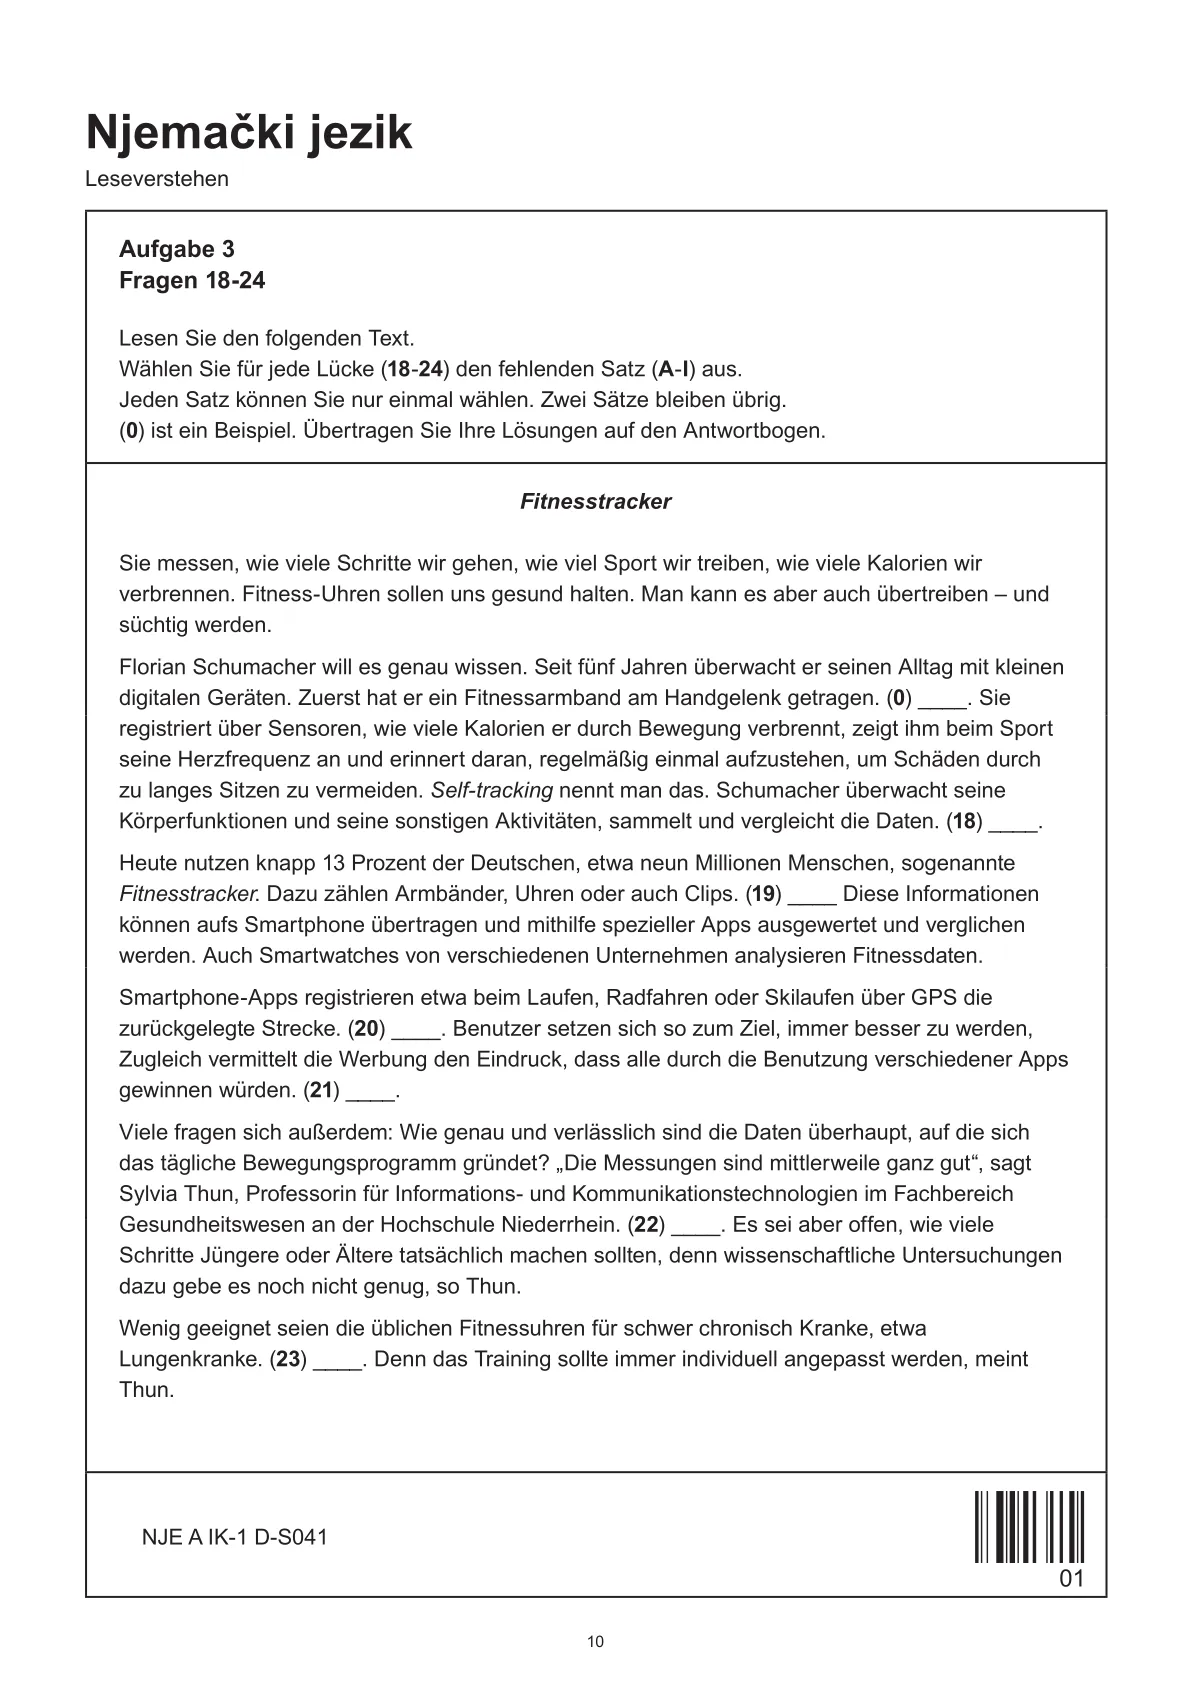 Njemački jezik
Leseverstehen
Aufgabe 3
Fragen 18-24
Lesen Sie den folgenden Text.
Wählen Sie für jede Lücke (18-24) den fehlenden Satz (A-I) aus.
Jeden Satz können Sie nur einmal wählen. Zwei Sätze bleiben übrig.
(0) ist ein Beispiel. Übertragen Sie Ihre Lösungen auf den Antwortbogen.
Fitnesstracker
Sie messen, wie viele Schritte wir gehen, wie viel Sport wir treiben, wie viele Kalorien wir
verbrennen. Fitness-Uhren sollen uns gesund halten. Man kann es aber auch übertreiben – und
süchtig werden.
Florian Schumacher will es genau wissen. Seit fünf Jahren überwacht er seinen Alltag mit kleinen
digitalen Geräten. Zuerst hat er ein Fitnessarmband am Handgelenk getragen. (0) ____. Sie
registriert über Sensoren, wie viele Kalorien er durch Bewegung verbrennt, zeigt ihm beim Sport
seine Herzfrequenz an und erinnert daran, regelmäßig einmal aufzustehen, um Schäden durch
zu langes Sitzen zu vermeiden. Self-tracking nennt man das. Schumacher überwacht seine
Körperfunktionen und seine sonstigen Aktivitäten, sammelt und vergleicht die Daten. (18) ____.
Heute nutzen knapp 13 Prozent der Deutschen, etwa neun Millionen Menschen, sogenannte
Fitnesstracker. Dazu zählen Armbänder, Uhren oder auch Clips. (19) ____ Diese Informationen
können aufs Smartphone übertragen und mithilfe spezieller Apps ausgewertet und verglichen
werden. Auch Smartwatches von verschiedenen Unternehmen analysieren Fitnessdaten.
Smartphone-Apps registrieren etwa beim Laufen, Radfahren oder Skilaufen über GPS die
zurückgelegte Strecke. (20) ____. Benutzer setzen sich so zum Ziel, immer besser zu werden,
Zugleich vermittelt die Werbung den Eindruck, dass alle durch die Benutzung verschiedener Apps
gewinnen würden. (21) ____.
Viele fragen sich außerdem: Wie genau und verlässlich sind die Daten überhaupt, auf die sich
das tägliche Bewegungsprogramm gründet? „Die Messungen sind mittlerweile ganz gut“, sagt
Sylvia Thun, Professorin für Informations- und Kommunikationstechnologien im Fachbereich
Gesundheitswesen an der Hochschule Niederrhein. (22) ____. Es sei aber offen, wie viele
Schritte Jüngere oder Ältere tatsächlich machen sollten, denn wissenschaftliche Untersuchungen
dazu gebe es noch nicht genug, so Thun.
Wenig geeignet seien die üblichen Fitnessuhren für schwer chronisch Kranke, etwa
Lungenkranke. (23) ____. Denn das Training sollte immer individuell angepasst werden, meint
Thun.
NJE A IK-1 D-S041
01
10